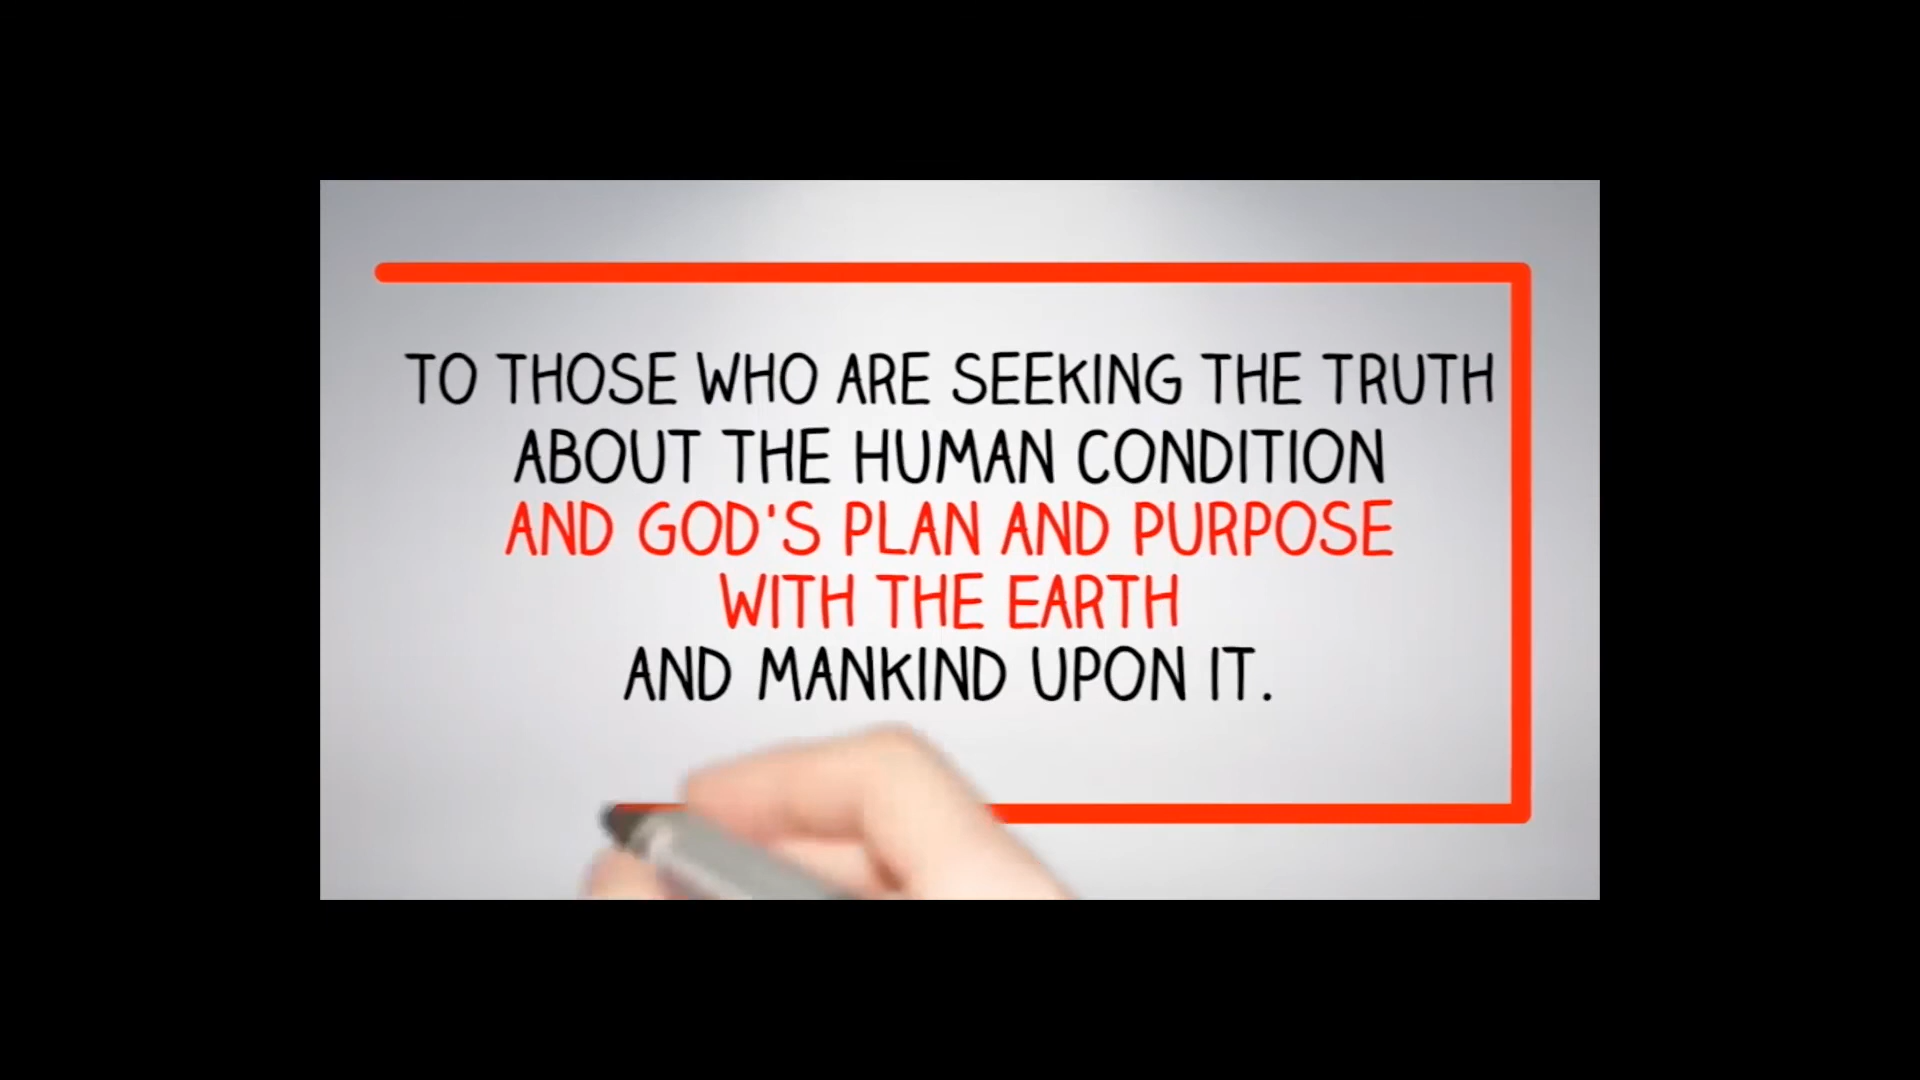 TO THOSE WHO ARE SEEKING THE TRUTH
ABOUT THE HUMAN CONDITION
AND GOD'S PLAN AND PURPOSE
WITH THE EARTH
AND MANKIND UPON IT.